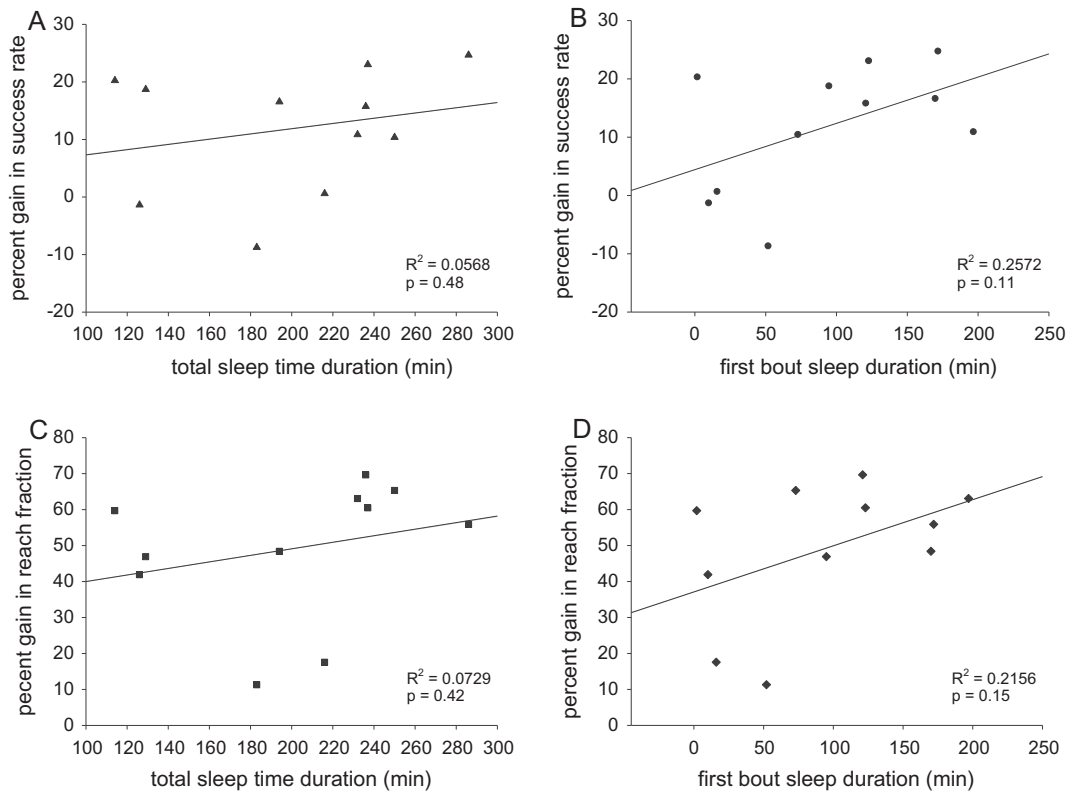 A
percent gain in success rate
30
20
10
0
-10
-20
100 120 140 160 180 200 220 240 260 280 300
total sleep time duration (min)
R² = 0.0568
p = 0.48
B
percent gain in success rate
30
20
10
0
-10
-20
0 50 100 150 200 250
first bout sleep duration (min)
R² = 0.2572
p = 0.11
C
pecent gain in reach fraction
80
70
60
50
40
30
20
10
0
100 120 140 160 180 200 220 240 260 280 300
total sleep time duration (min)
R² = 0.0729
p = 0.42
D
percent gain in reach fraction
80
70
60
50
40
30
20
10
0
0 50 100 150 200 250
first bout sleep duration (min)
R² = 0.2156
p = 0.15